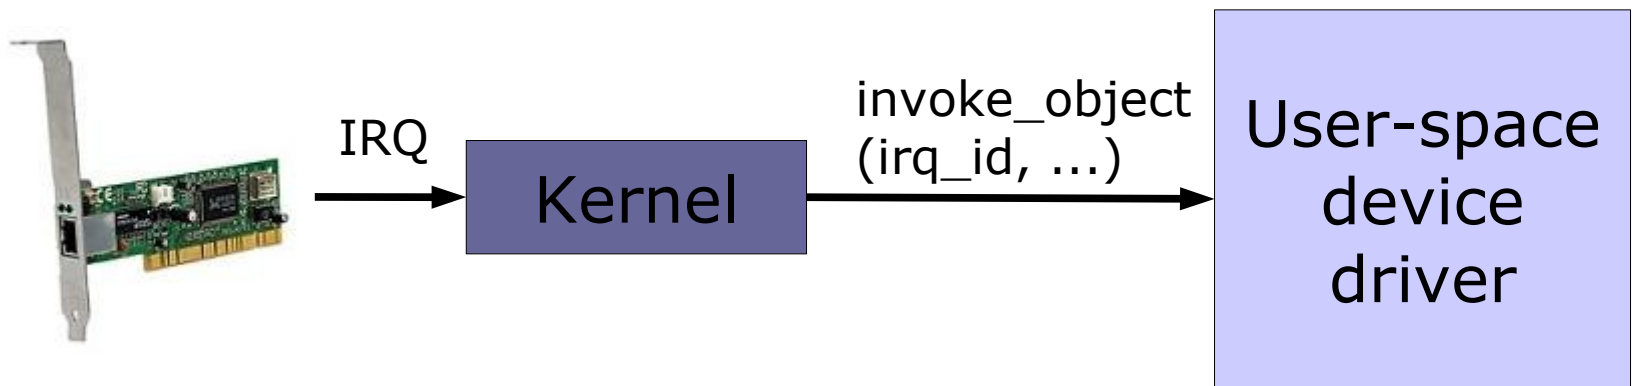 IRQ
Kernel
invoke_object
(irq_id, ...)
User-space
device
driver